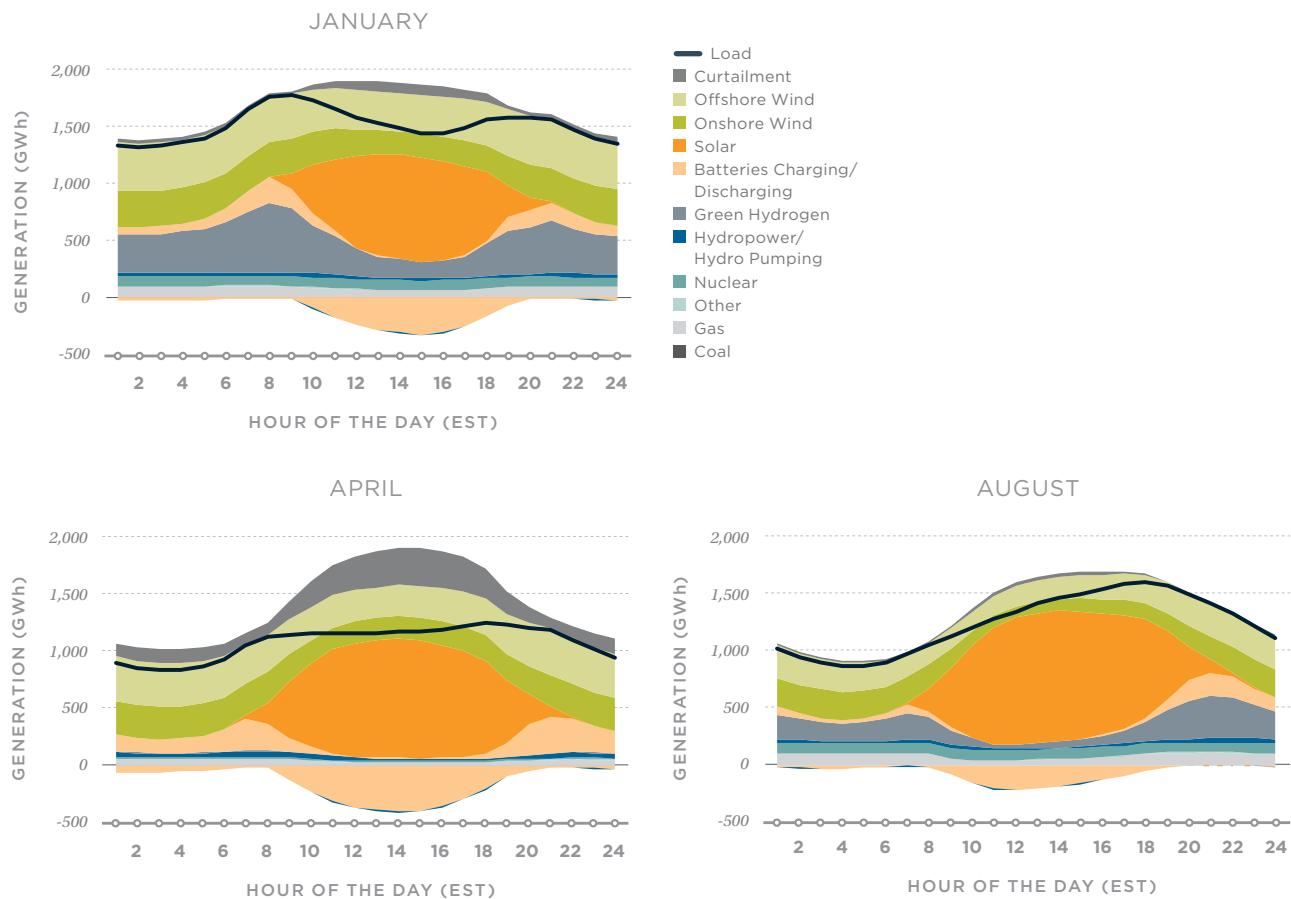 JANUARY
GENERATION (GWh)
2,000
1,500
1,000
500
0
-500
2 4 6 8 10 12 14 16 18 20 22 24
HOUR OF THE DAY (EST)
Load
Curtailment
Offshore Wind
Onshore Wind
Solar
Batteries Charging/
Discharging
Green Hydrogen
Hydropower/
Hydro Pumping
Nuclear
Other
Gas
Coal
APRIL
GENERATION (GWh)
2,000
1,500
1,000
500
0
-500
2 4 6 8 10 12 14 16 18 20 22 24
HOUR OF THE DAY (EST)
AUGUST
GENERATION (GWh)
2,000
1,500
1,000
500
0
-500
2 4 6 8 10 12 14 16 18 20 22 24
HOUR OF THE DAY (EST)